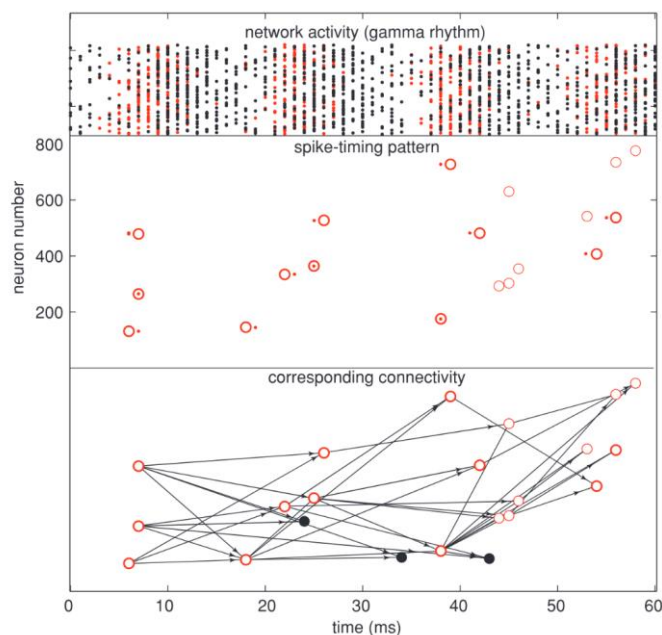 network activity (gamma rhythm)
spike-timing pattern
800
600
400
200
neuron number
corresponding connectivity
0 10 20 30 40 50 60
time (ms)